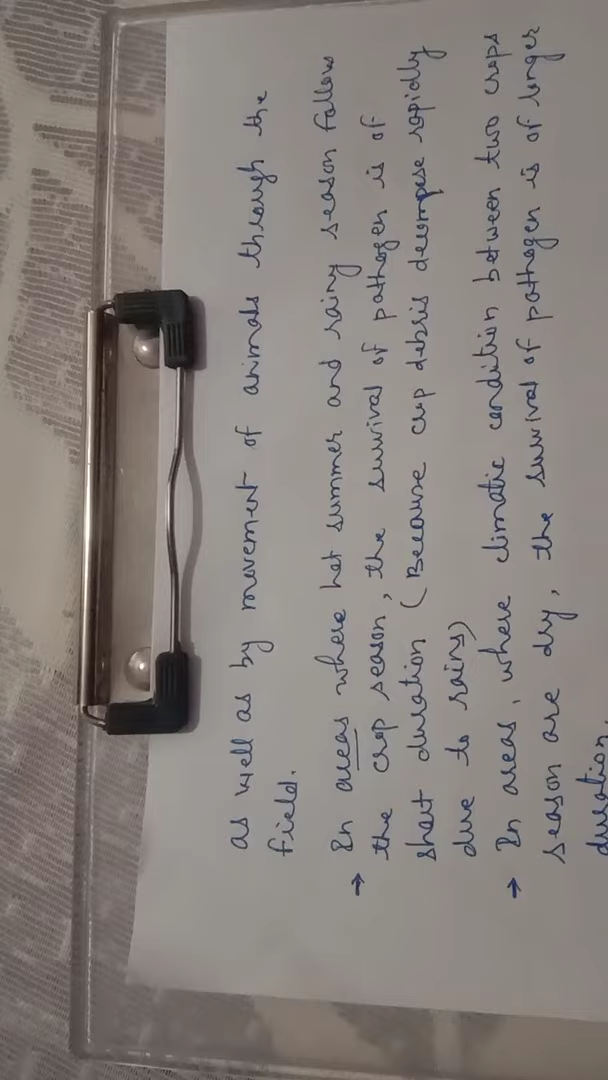 as well as by movement of animals through the
field.
→ In areas where hot summer and rainy season follows
the crop season, the survival of pathogen is of
short duration (Because crop debris decompose rapidly
due to rains)
→ In areas, where climatic condition between two crops
season are dry, the survival of pathogen is of longer
duration.